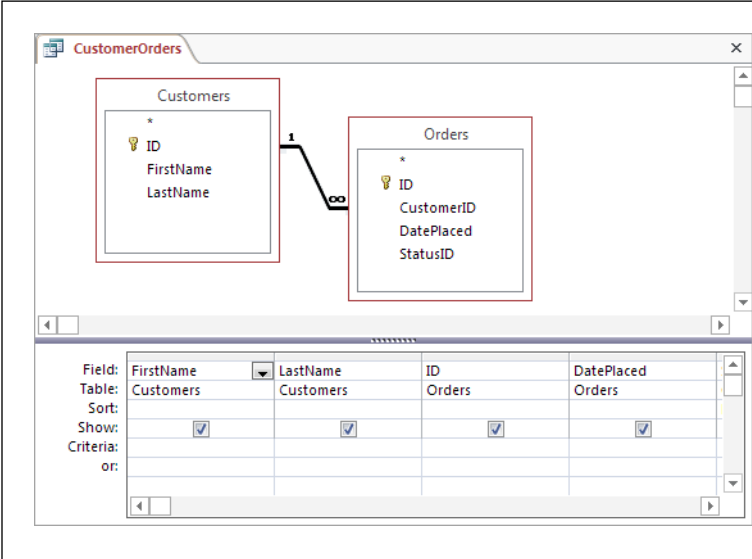 CustomerOrders
Customers
*
ID
FirstName
LastName
1
∞
Orders
*
ID
CustomerID
DatePlaced
StatusID
Field: FirstName LastName ID DatePlaced
Table: Customers Customers Orders Orders
Sort:
Show:
Criteria:
or: